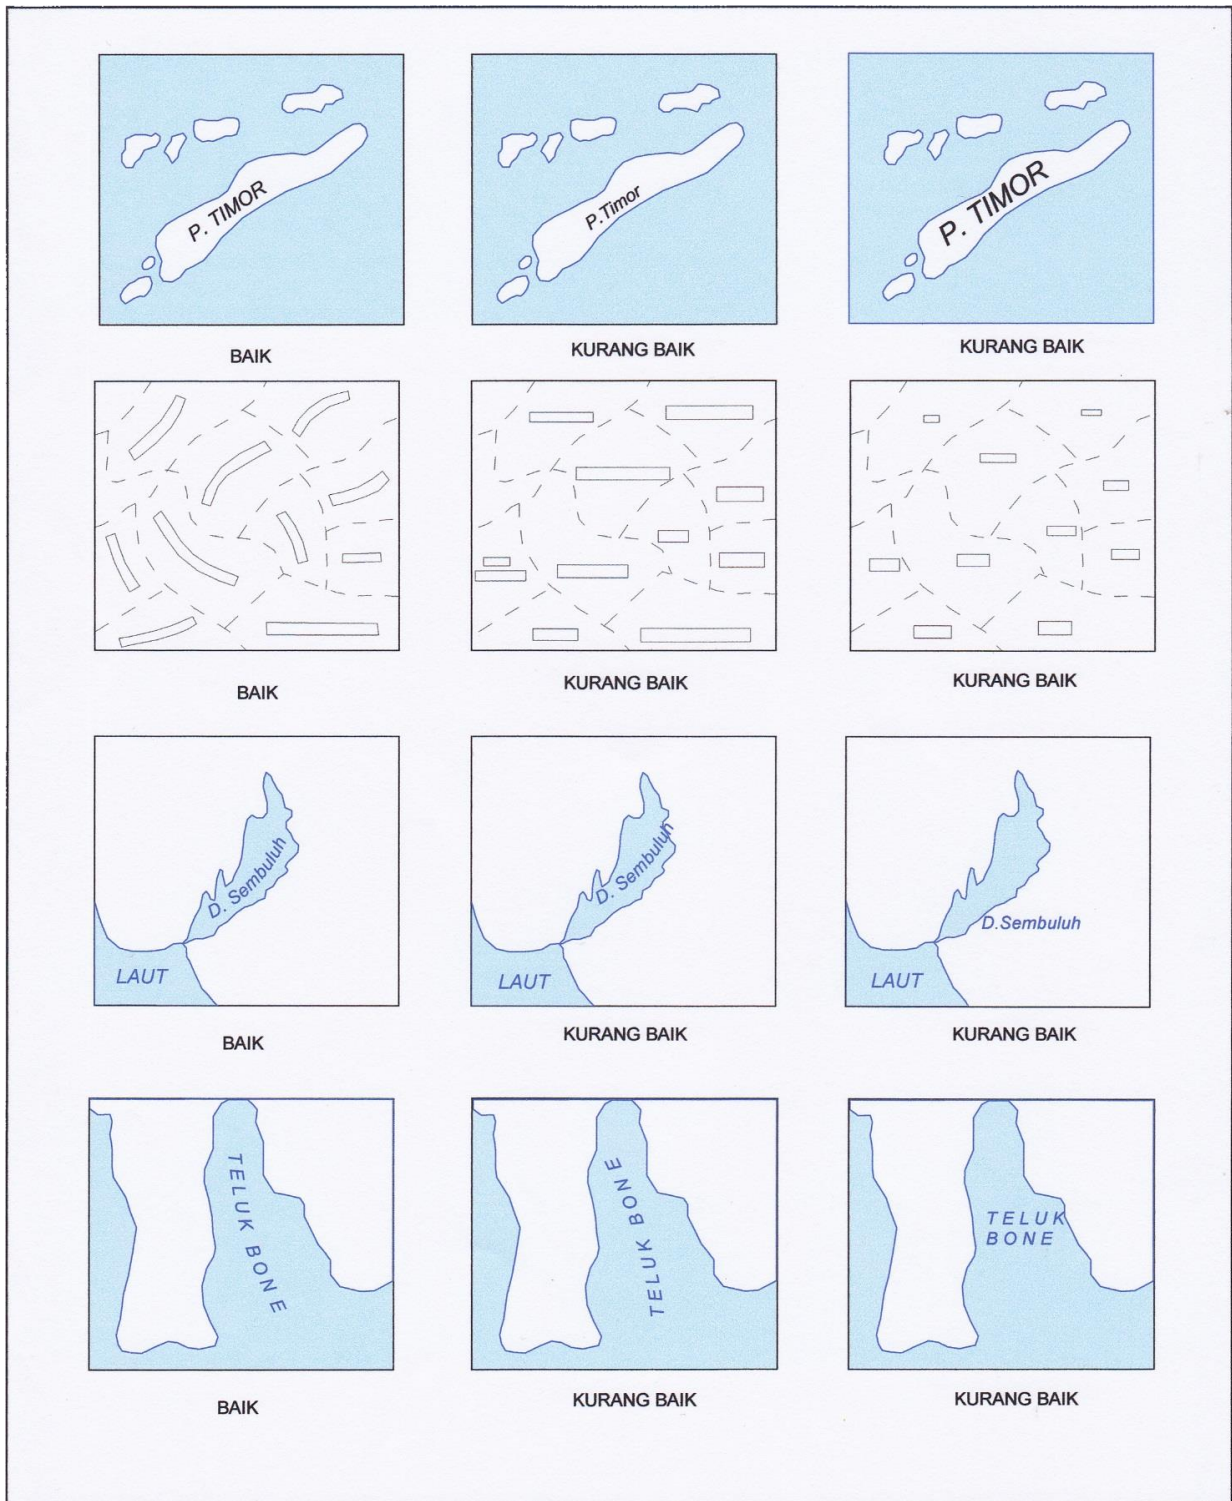 P. TIMOR
P.Timor
P. TIMOR
BAIK
KURANG BAIK
KURANG BAIK
BAIK
KURANG BAIK
KURANG BAIK
D. Sembuluh
LAUT
D. Sembuluh
LAUT
D.Sembuluh
LAUT
BAIK
KURANG BAIK
KURANG BAIK
TELUK BONE
TELUK BONE
TELUK
BONE
BAIK
KURANG BAIK
KURANG BAIK